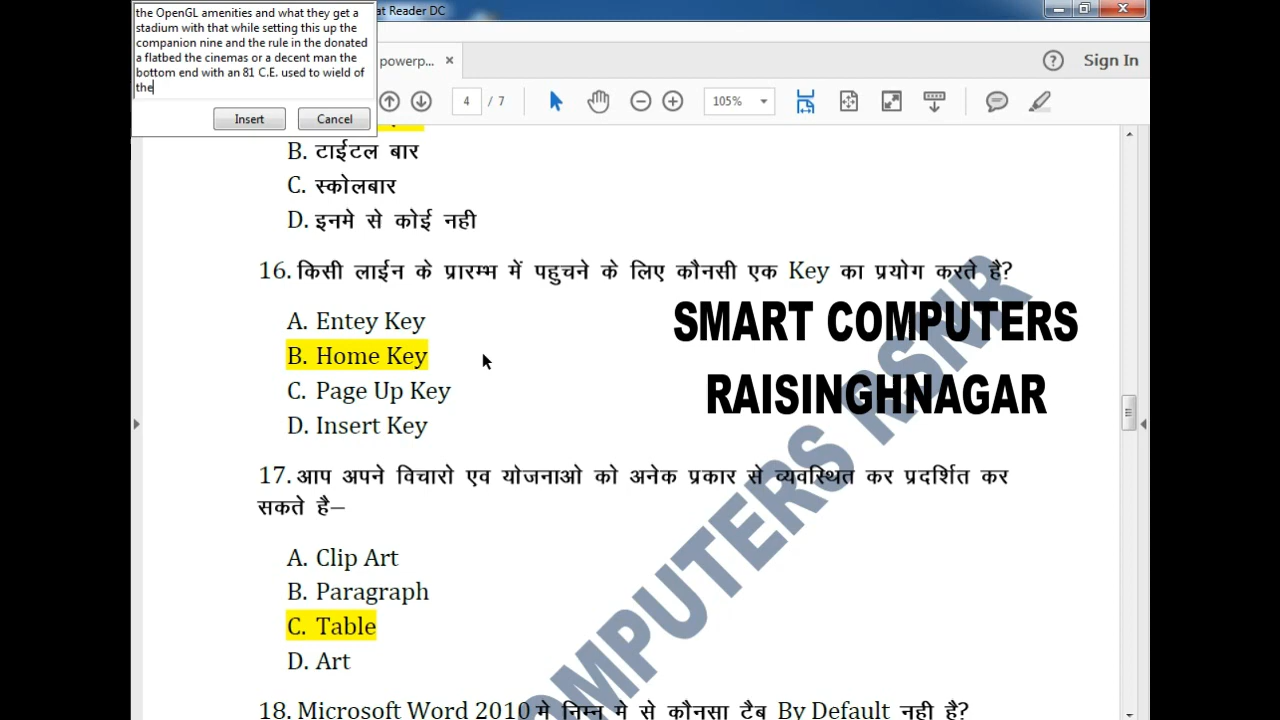 the OpenGL amenities and what they get a
stadium with that while setting this up the
companion nine and the rule in the donated
a flatbed the cinemas or a decent man the
bottom end with an 81 C.E. used to wield of
the
Insert
Cancel
at Reader DC
powerp...
Sign In
4 / 7
105%
B. टाईटल बार
C. स्कोलबार
D. इनमे से कोई नही
16. किसी लाईन के प्रारम्भ में पहुचने के लिए कौनसी एक Key का प्रयोग करते है?
A. Entey Key
B. Home Key
C. Page Up Key
D. Insert Key
SMART COMPUTERS
RAISINGHNAGAR
17. आप अपने विचारो एव योजनाओ को अनेक प्रकार से व्यवस्थित कर प्रदर्शित कर
सकते है–
A. Clip Art
B. Paragraph
C. Table
D. Art
18. Microsoft Word 2010 मे निम्न मे से कौनसा टैब By Default नही है?
COMPUTERS RSNR